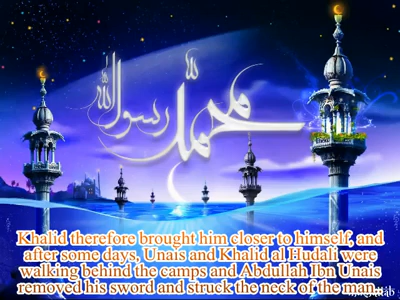 محمد رسول الله
Khalid therefore brought him closer to himself, and
after some days, Unais and Khalid al Hudali were
walking behind the camps and Abdullah Ibn Unais
removed his sword and struck the neck of the man..